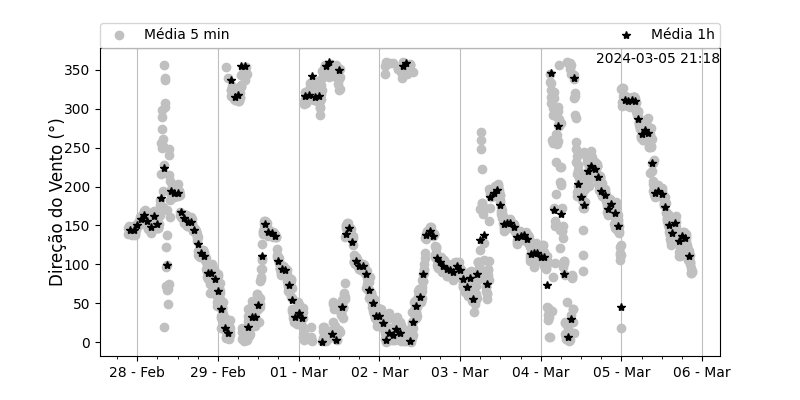 Média 5 min
Média 1h
2024-03-05 21:18
Direção do Vento (°)
350
300
250
200
150
100
50
0
28 - Feb
29 - Feb
01 - Mar
02 - Mar
03 - Mar
04 - Mar
05 - Mar
06 - Mar